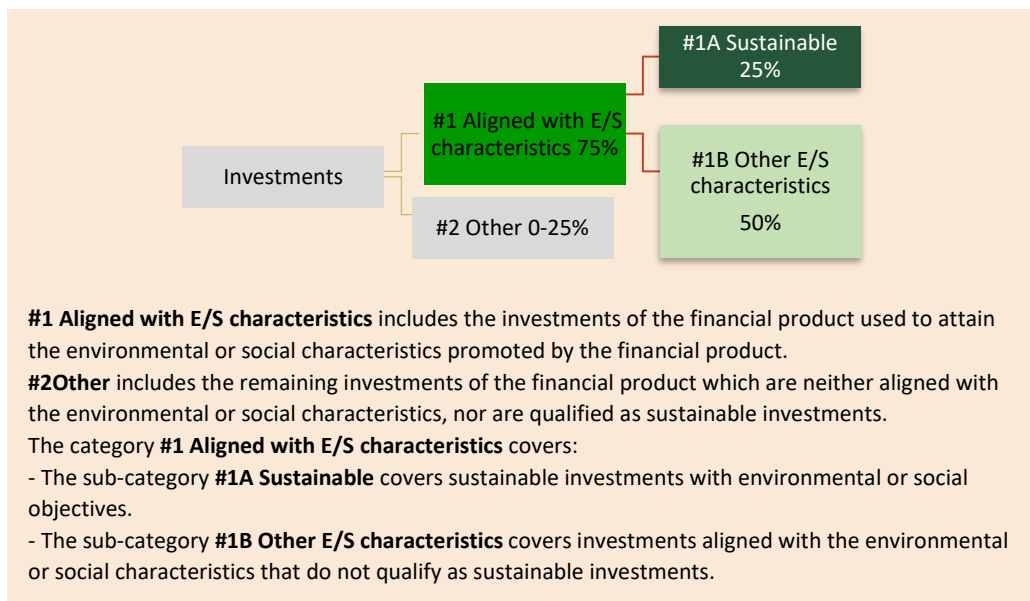 #1A Sustainable
25%
#1 Aligned with E/S
characteristics 75%
#1B Other E/S
characteristics
50%
Investments
#2 Other 0-25%
#1 Aligned with E/S characteristics includes the investments of the financial product used to attain
the environmental or social characteristics promoted by the financial product.
#2Other includes the remaining investments of the financial product which are neither aligned with
the environmental or social characteristics, nor are qualified as sustainable investments.
The category #1 Aligned with E/S characteristics covers:
- The sub-category #1A Sustainable covers sustainable investments with environmental or social
objectives.
- The sub-category #1B Other E/S characteristics covers investments aligned with the environmental
or social characteristics that do not qualify as sustainable investments.